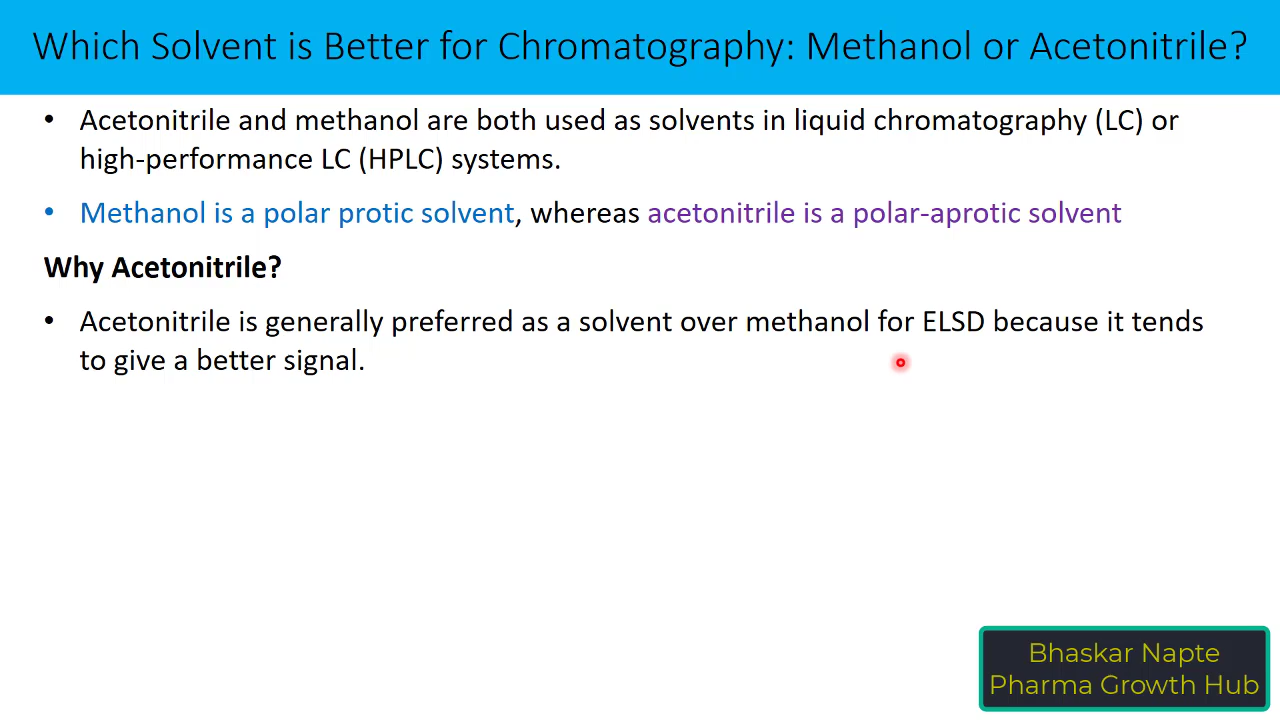 Which Solvent is Better for Chromatography: Methanol or Acetonitrile?
• Acetonitrile and methanol are both used as solvents in liquid chromatography (LC) or
high-performance LC (HPLC) systems.
• Methanol is a polar protic solvent, whereas acetonitrile is a polar-aprotic solvent
Why Acetonitrile?
• Acetonitrile is generally preferred as a solvent over methanol for ELSD because it tends
to give a better signal.
Bhaskar Napte
Pharma Growth Hub